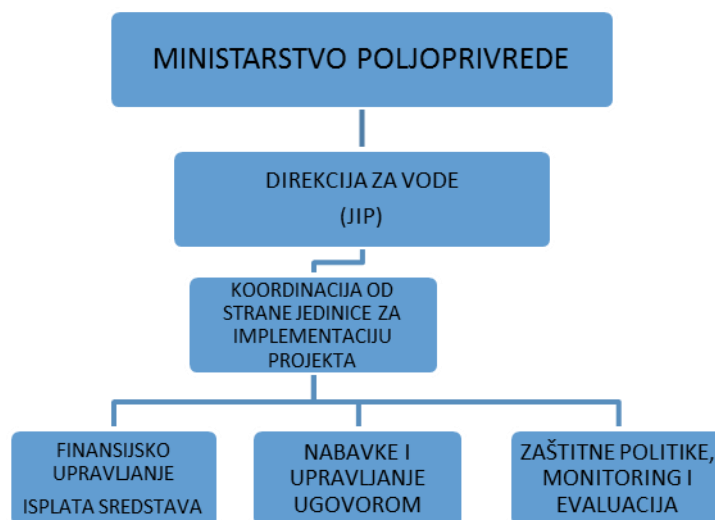 MINISTARSTVO POLJOPRIVREDE
DIREKCIJA ZA VODE
(JIP)
KOORDINACIJA OD
STRANE JEDINICE ZA
IMPLEMENTACIJU
PROJEKTA
FINANSIJSKO
UPRAVLJANJE
ISPLATA SREDSTAVA
NABAVKE I
UPRAVLJANJE
UGOVOROM
ZAŠTITNE POLITIKE,
MONITORING I
EVALUACIJA